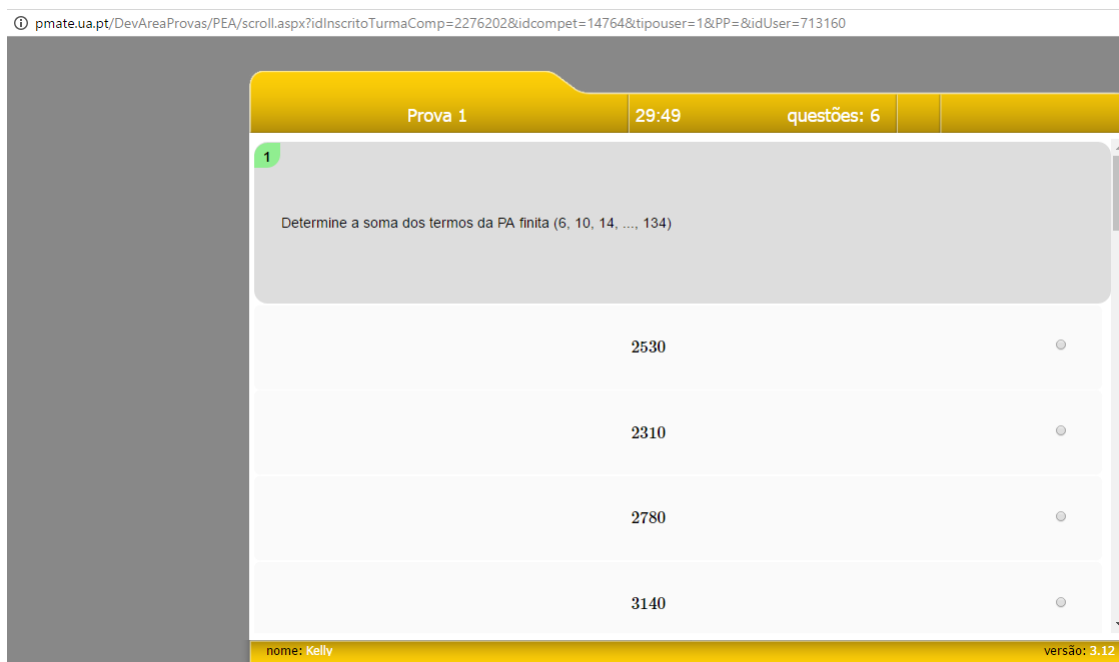 pmate.ua.pt/DevAreaProvas/PEA/scroll.aspx?idInscritoTurmaComp=2276202&idcompet=14764&tipouser=1&PP=&idUser=713160
Prova 1 29:49 questões: 6
1
Determine a soma dos termos da PA finita (6, 10, 14, ..., 134)
2530
2310
2780
3140
nome: Kelly versão: 3.12